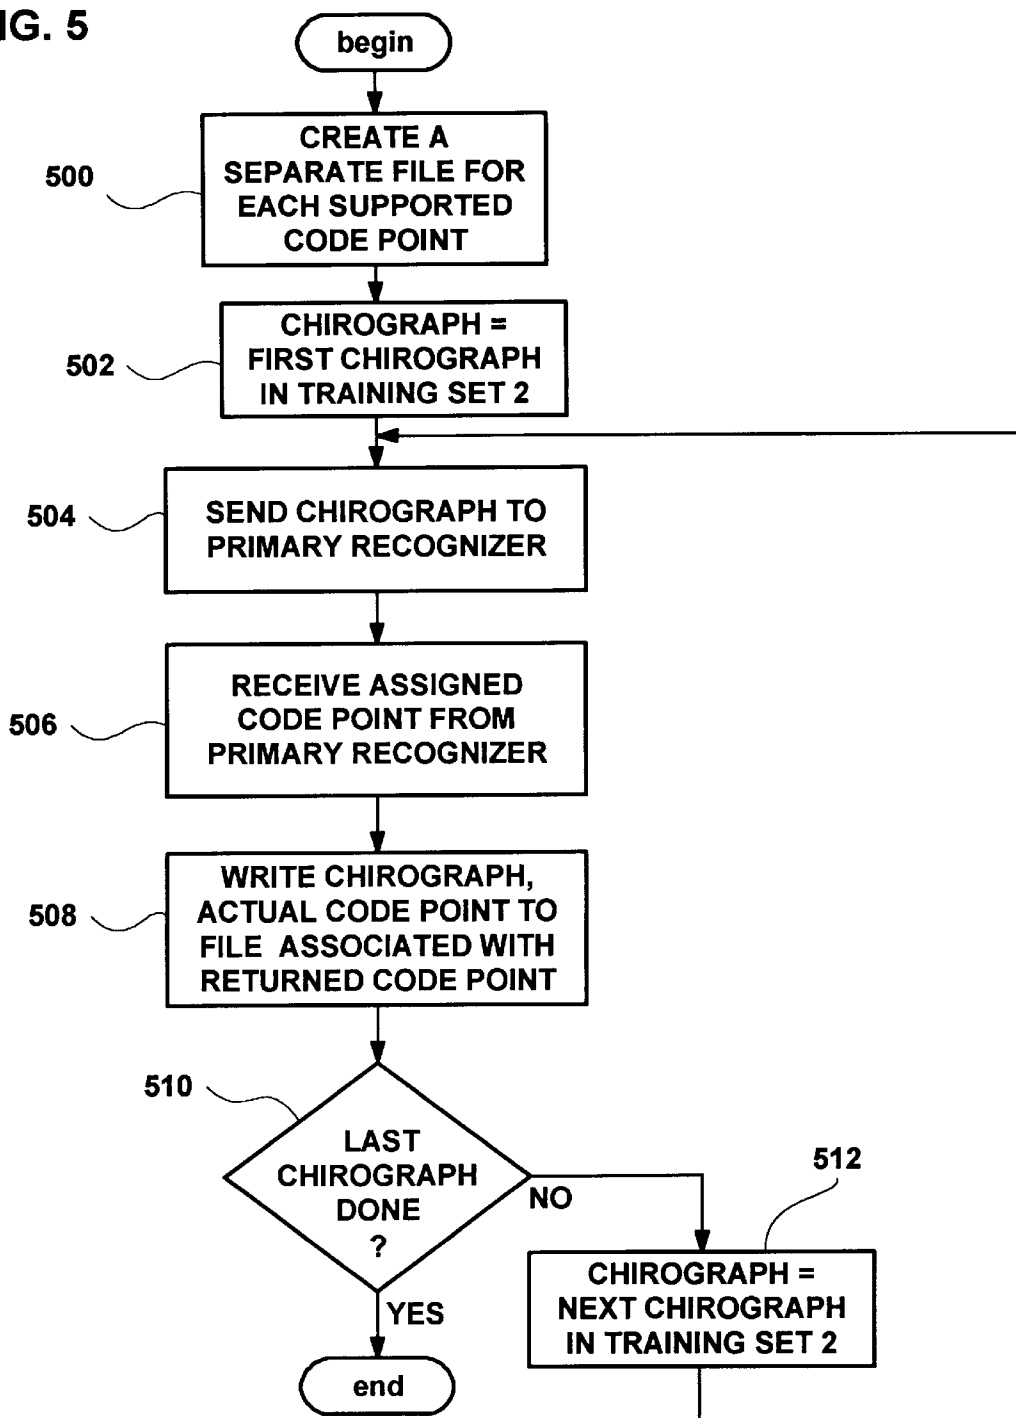 IG. 5
begin
500
CREATE A
SEPARATE FILE FOR
EACH SUPPORTED
CODE POINT
502
CHIROGRAPH =
FIRST CHIROGRAPH
IN TRAINING SET 2
504
SEND CHIROGRAPH TO
PRIMARY RECOGNIZER
506
RECEIVE ASSIGNED
CODE POINT FROM
PRIMARY RECOGNIZER
508
WRITE CHIROGRAPH,
ACTUAL CODE POINT TO
FILE ASSOCIATED WITH
RETURNED CODE POINT
510
LAST
CHIROGRAPH
DONE
?
NO
YES
512
CHIROGRAPH =
NEXT CHIROGRAPH
IN TRAINING SET 2
end